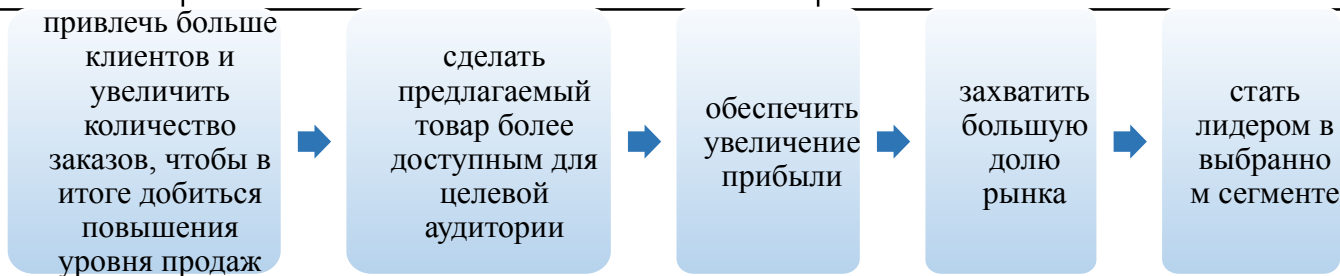 привлечь больше
клиентов и
увеличить
количество
заказов, чтобы в
итоге добиться
повышения
уровня продаж
сделать
предлагаемый
товар более
доступным для
целевой
аудитории
обеспечить
увеличение
прибыли
захватить
большую
долю
рынка
стать
лидером в
выбранно
м сегменте